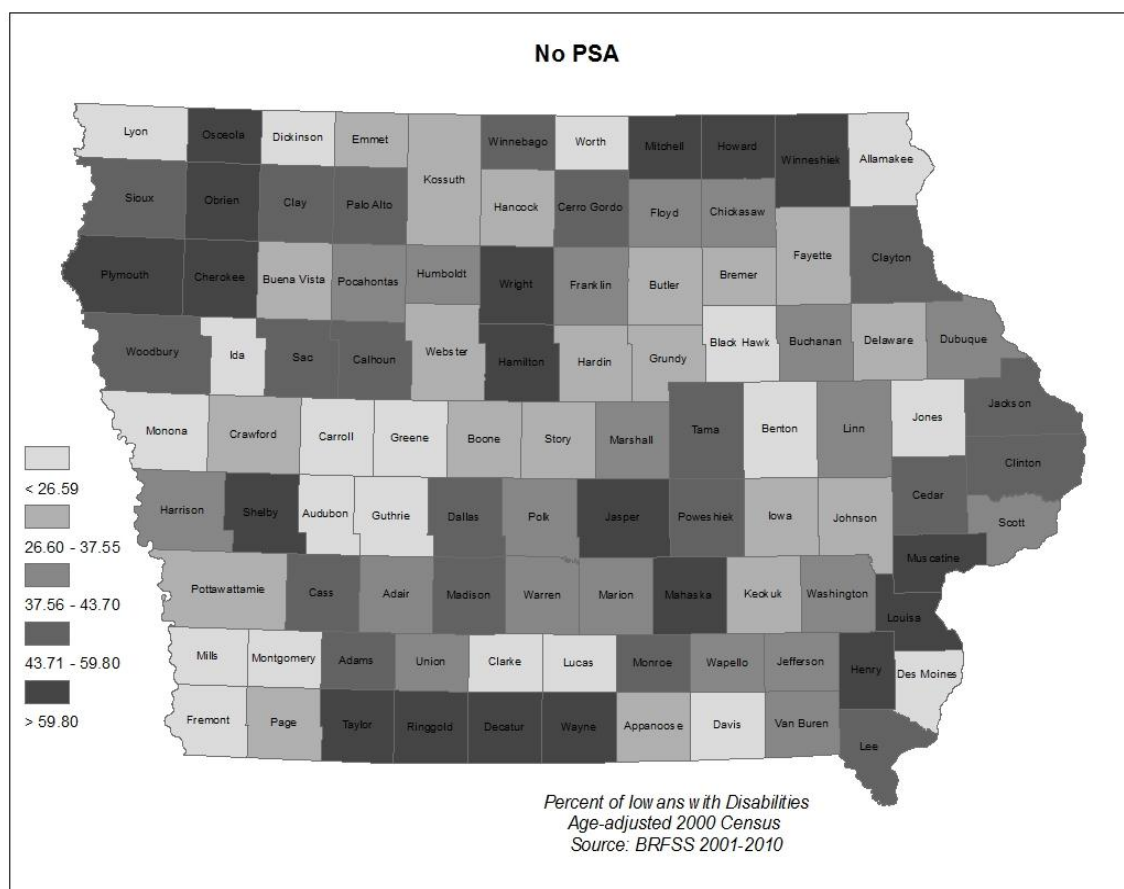 No PSA
Lyon
Osceola
Dickinson
Emmet
Winnebago
Worth
Mitchell
Howard
Winneshiek
Allamakee
Kossuth
Sioux
Obrien
Clay
Palo Alto
Hancock
Cerro Gordo
Floyd
Chickasaw
Fayette
Clayton
Plymouth
Cherokee
Buena Vista
Pocahontas
Humboldt
Wright
Franklin
Butler
Bremer
Woodbury
Ida
Sac
Calhoun
Webster
Hamilton
Hardin
Grundy
Black Hawk
Buchanan
Delaware
Dubuque
Monona
Crawford
Carroll
Greene
Boone
Story
Marshall
Tama
Benton
Linn
Jones
Jackson
Clinton
Harrison
Shelby
Audubon
Guthrie
Dallas
Polk
Jasper
Poweshiek
Iowa
Johnson
Cedar
Scott
Muscatine
Pottawattamie
Cass
Adair
Madison
Warren
Marion
Mahaska
Keokuk
Washington
Louisa
Mills
Montgomery
Adams
Union
Clarke
Lucas
Monroe
Wapello
Jefferson
Henry
Des Moines
Fremont
Page
Taylor
Ringgold
Decatur
Wayne
Appanoose
Davis
Van Buren
Lee
< 26.59
26.60 - 37.55
37.56 - 43.70
43.71 - 59.80
> 59.80
Percent of Iowans with Disabilities
Age-adjusted 2000 Census
Source: BRFSS 2001-2010